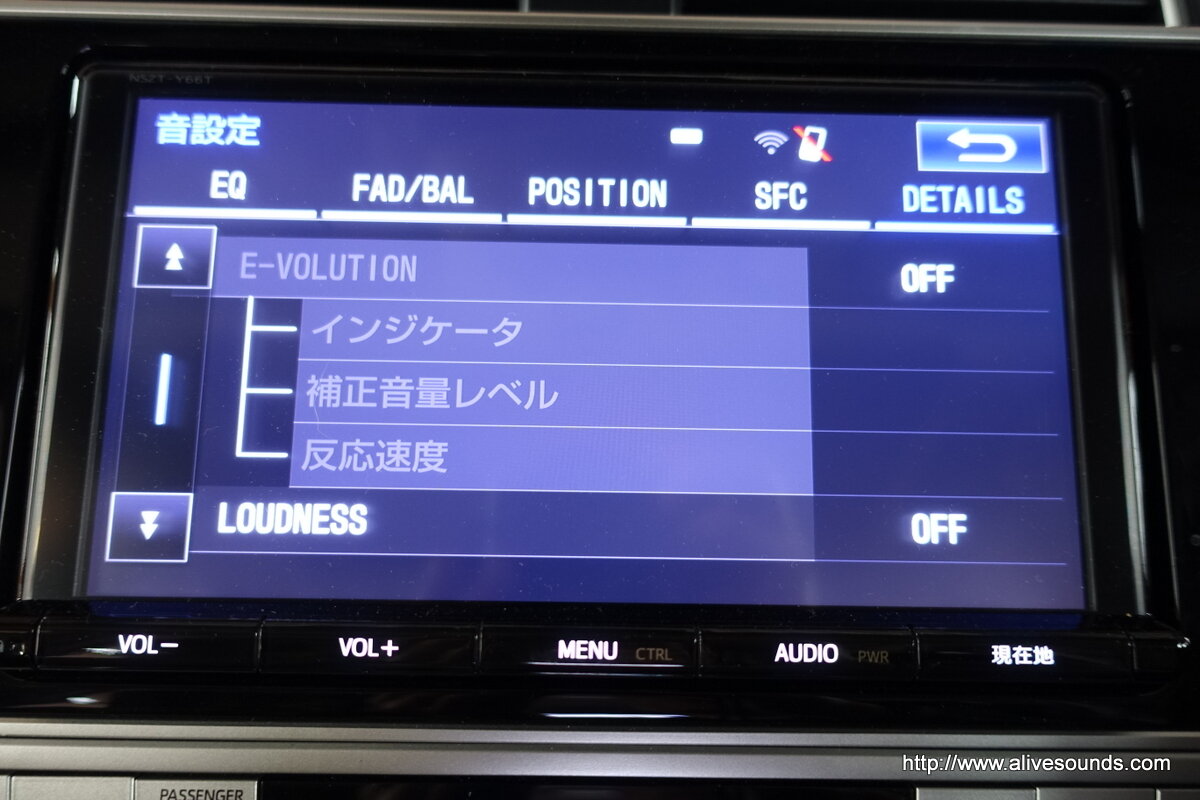 NSZT-Y66T
音設定
EQ FAD/BAL POSITION SFC DETAILS
E-VOLUTION OFF
インジケータ
補正音量レベル
反応速度
LOUDNESS OFF
VOL− VOL+ MENU CTRL AUDIO PWR 現在地
PASSENGER
http://www.alivesounds.com